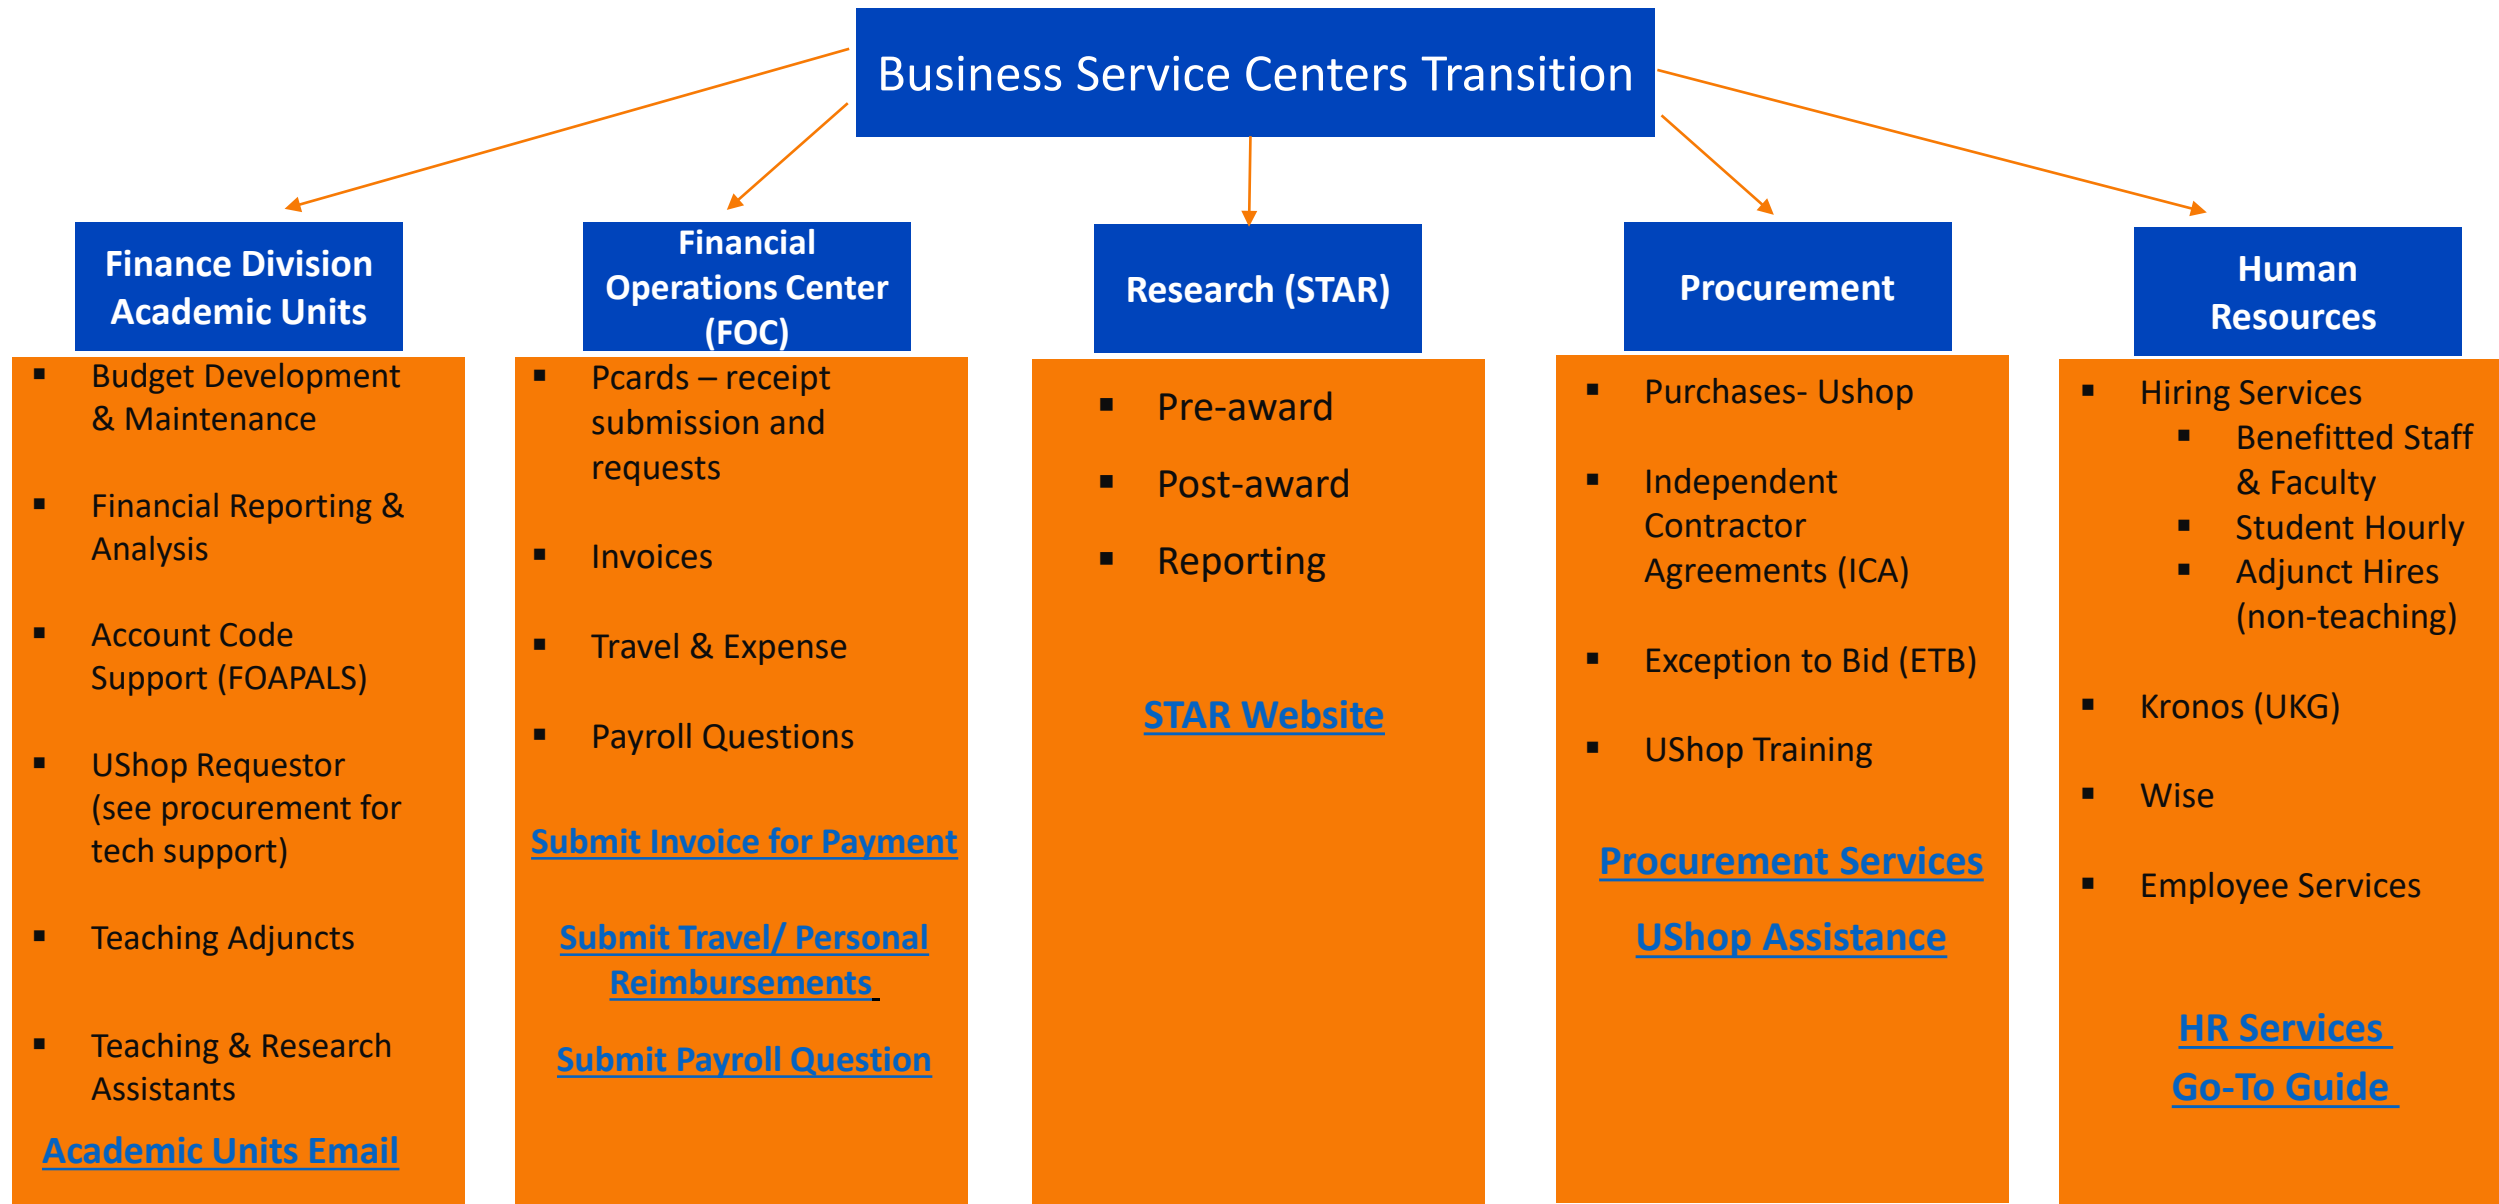 Business Service Centers Transition
Finance Division
Academic Units
▪ Budget Development
& Maintenance
▪ Financial Reporting &
Analysis
▪ Account Code
Support (FOAPALS)
▪ UShop Requestor
(see procurement for
tech support)
▪ Teaching Adjuncts
▪ Teaching & Research
Assistants
Academic Units Email
Financial
Operations Center
(FOC)
▪ Pcards – receipt
submission and
requests
▪ Invoices
▪ Travel & Expense
▪ Payroll Questions
Submit Invoice for Payment
Submit Travel/ Personal
Reimbursements
Submit Payroll Question
Research (STAR)
▪ Pre-award
▪ Post-award
▪ Reporting
STAR Website
Procurement
▪ Purchases- Ushop
▪ Independent
Contractor
Agreements (ICA)
▪ Exception to Bid (ETB)
▪ UShop Training
Procurement Services
UShop Assistance
Human
Resources
▪ Hiring Services
▪ Benefitted Staff
& Faculty
▪ Student Hourly
▪ Adjunct Hires
(non-teaching)
▪ Kronos (UKG)
▪ Wise
▪ Employee Services
HR Services
Go-To Guide